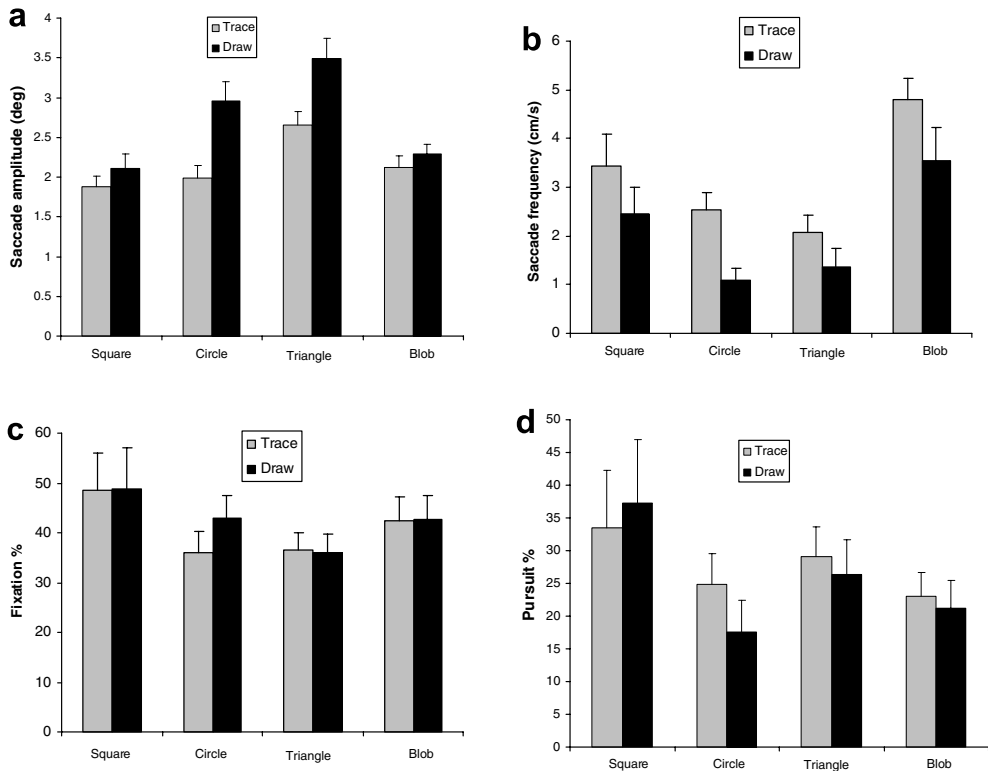 a
Trace
Draw
Saccade amplitude (deg)
4
3.5
3
2.5
2
1.5
1
0.5
0
Square Circle Triangle Blob
b
Trace
Draw
Saccade frequency (cm/s)
6
5
4
3
2
1
0
Square Circle Triangle Blob
c
Trace
Draw
Fixation %
60
50
40
30
20
10
0
Square Circle Triangle Blob
d
Trace
Draw
Pursuit %
50
45
40
35
30
25
20
15
10
5
0
Square Circle Triangle Blob